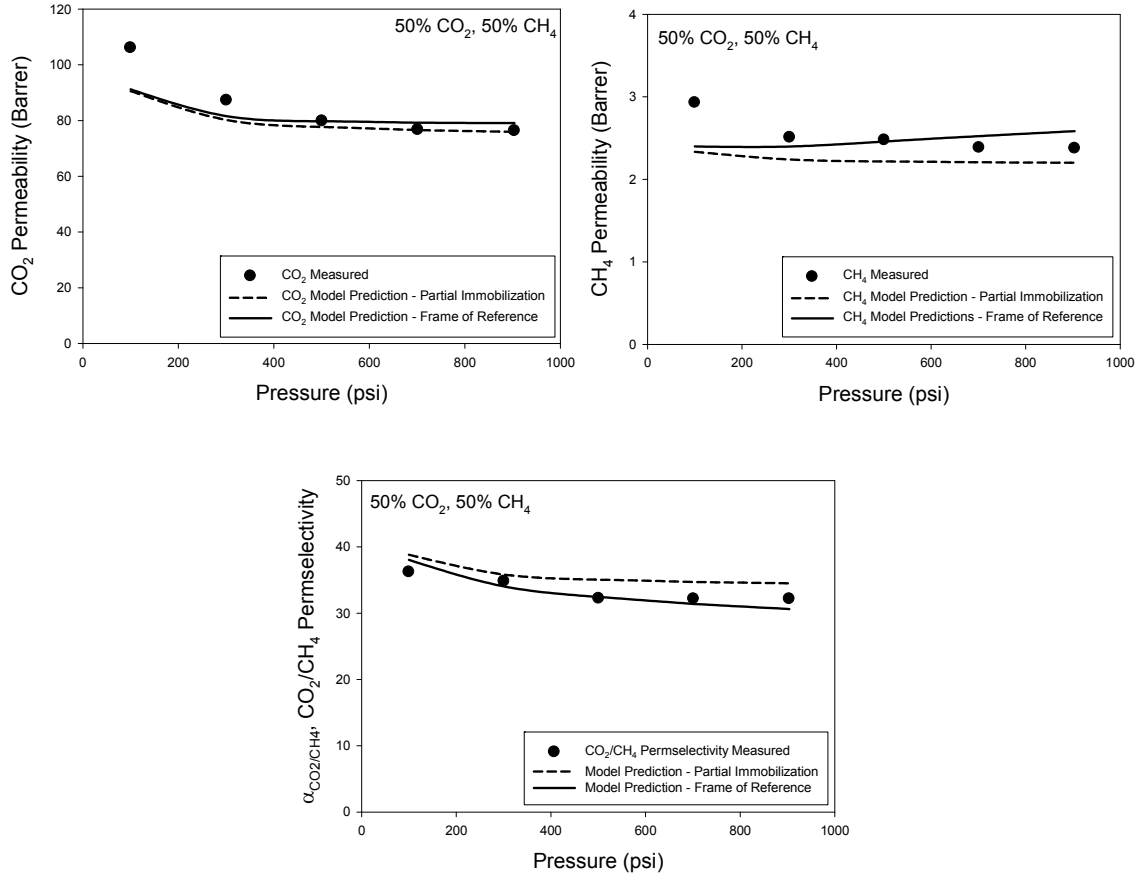 50% CO2, 50% CH4
CO2 Permeability (Barrer)
120
100
80
60
40
20
0
CO2 Measured
CO2 Model Prediction - Partial Immobilization
CO2 Model Prediction - Frame of Reference
0 200 400 600 800 1000
Pressure (psi)
50% CO2, 50% CH4
CH4 Permeability (Barrer)
4
3
2
1
0
CH4 Measured
CH4 Model Prediction - Partial Immobilization
CH4 Model Predictions - Frame of Reference
0 200 400 600 800 1000
Pressure (psi)
50% CO2, 50% CH4
αCO2/CH4, CO2/CH4 Permselectivity
50
40
30
20
10
0
CO2/CH4 Permselectivity Measured
Model Prediction - Partial Immobilization
Model Prediction - Frame of Reference
0 200 400 600 800 1000
Pressure (psi)